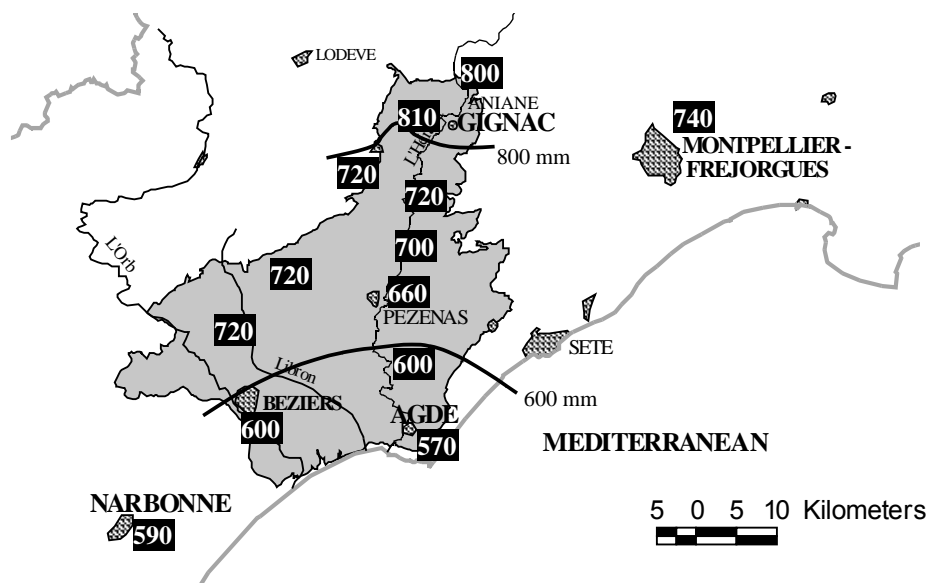 LODEVE
800
ANIANE
810
GIGNAC
740
L'H
800 mm
MONTPELLIER -
FREJORGUES
720
720
L'Orb
700
720
660
PEZENAS
720
SETE
Libron
600
600 mm
BEZIERS
AGDE
600
570
MEDITERRANEAN
NARBONNE
590
5 0 5 10 Kilometers